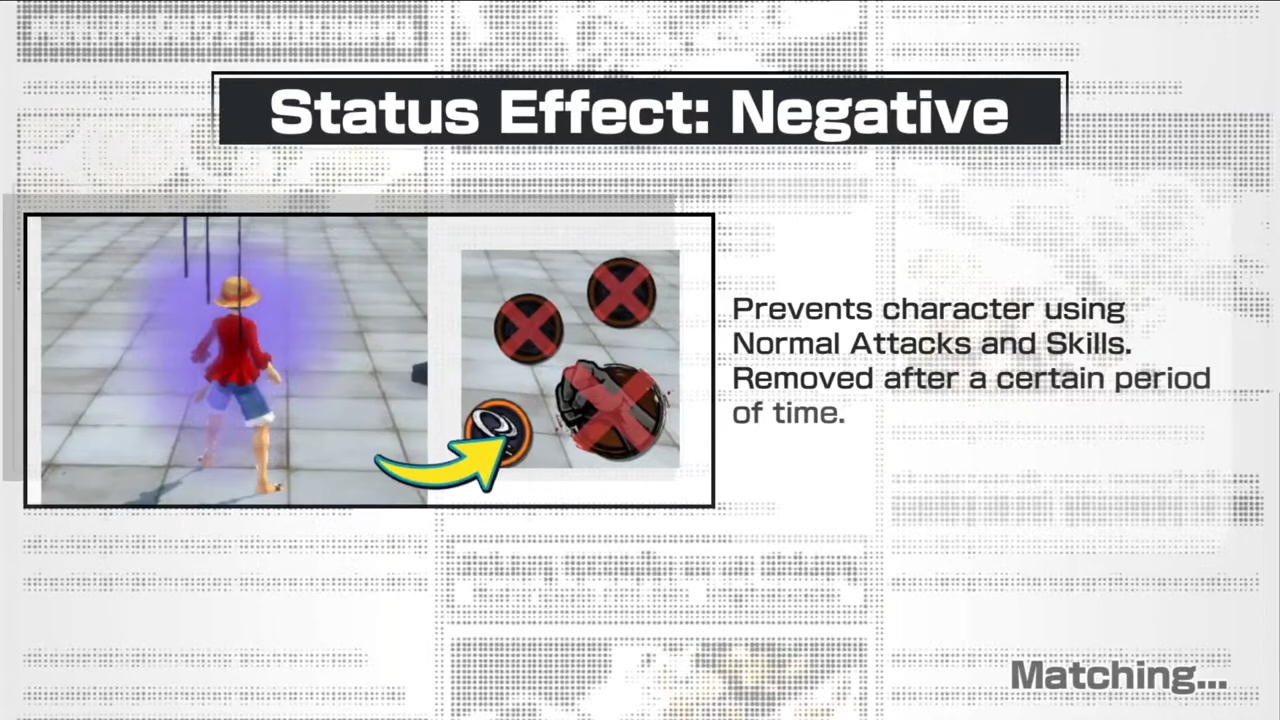 Status Effect: Negative
Prevents character using
Normal Attacks and Skills.
Removed after a certain period
of time.
Matching...